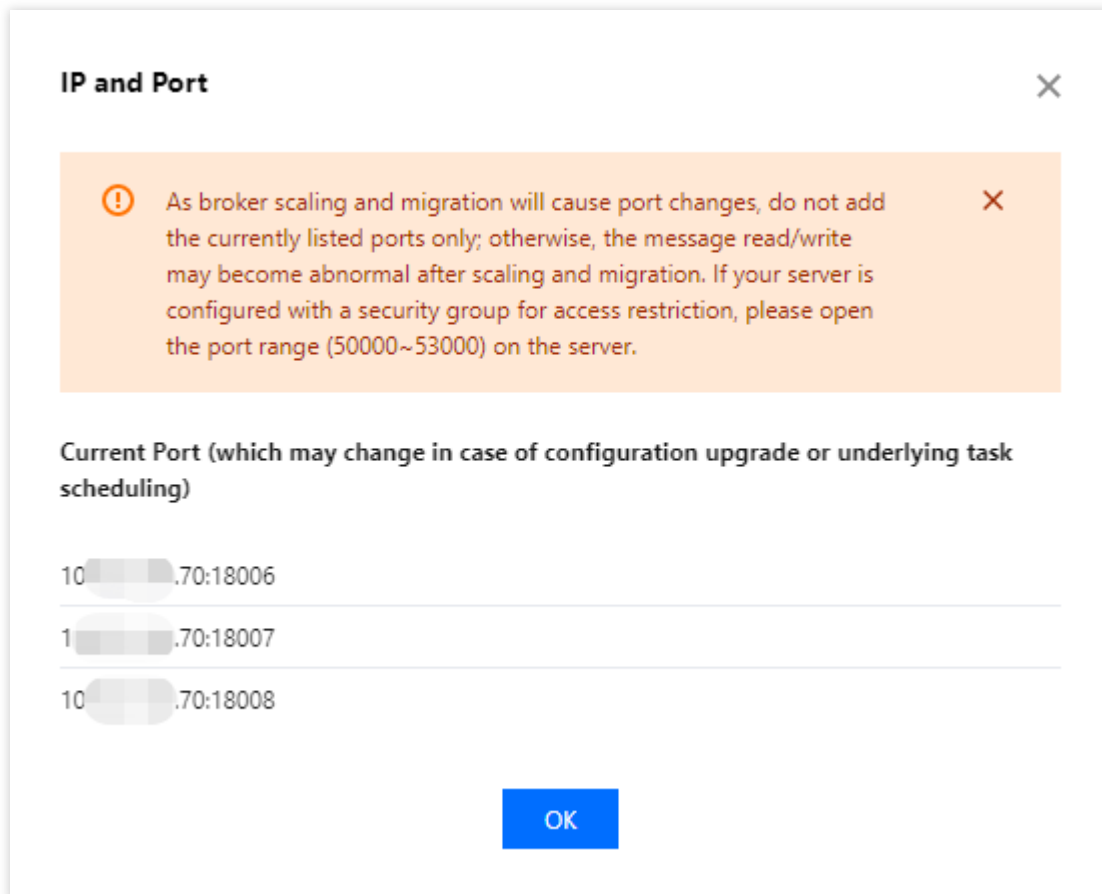 IP and Port
As broker scaling and migration will cause port changes, do not add
the currently listed ports only; otherwise, the message read/write
may become abnormal after scaling and migration. If your server is
configured with a security group for access restriction, please open
the port range (50000~53000) on the server.
Current Port (which may change in case of configuration upgrade or underlying task
scheduling)
10 .70:18006
1 .70:18007
10 .70:18008
OK